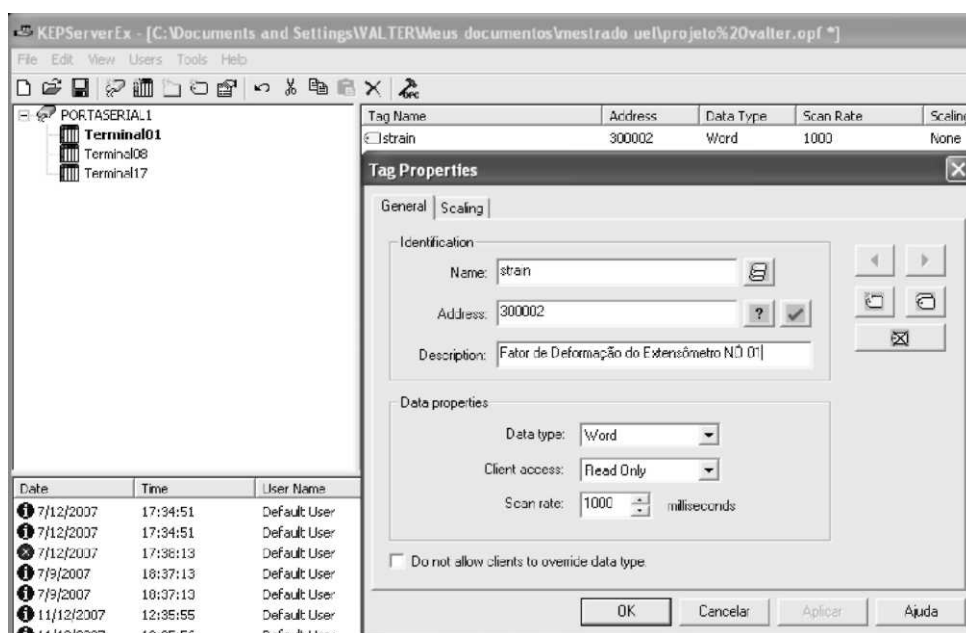 KEPServerEx - [C:\Documents and Settings\VALTER\Meus documentos\mestrado uel\projeto%20valter.opf *]
File Edit View Users Tools Help
PORTASERIAL1
Terminal01
Terminal08
Terminal17
Tag Name Address Data Type Scan Rate Scaling
strain 300002 Word 1000 None
Tag Properties
General Scaling
Identification
Name: strain
Address: 300002
Description: Fator de Deformação do Extensômetro NÓ 01
Data properties
Data type: Word
Client access: Read Only
Scan rate: 1000 milliseconds
Do not allow clients to override data type
OK Cancelar Aplicar Ajuda
Date Time User Name
7/12/2007 17:34:51 Default User
7/12/2007 17:34:51 Default User
7/12/2007 17:38:13 Default User
7/9/2007 18:37:13 Default User
7/9/2007 18:37:13 Default User
11/12/2007 12:35:55 Default User